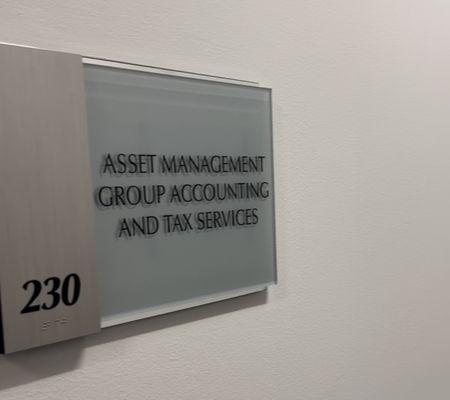 ASSET MANAGEMENT
GROUP ACCOUNTING
AND TAX SERVICES
230